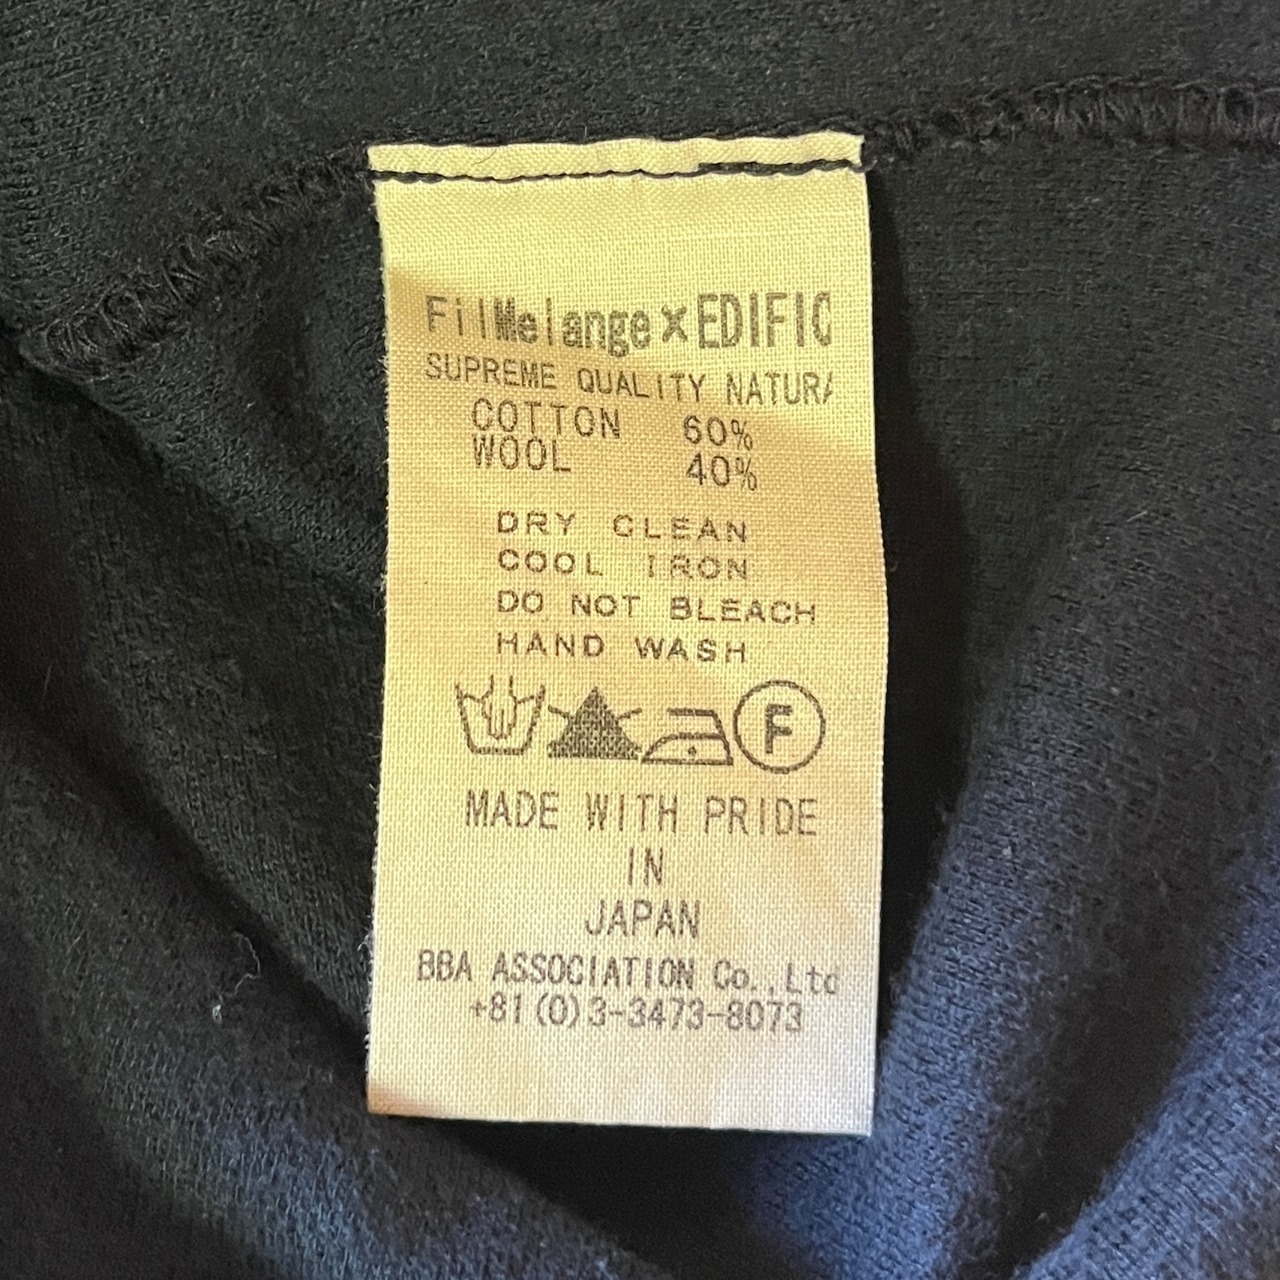 FilMelange×EDIFIC
SUPREME QUALITY NATURA
COTTON 60%
WOOL 40%
DRY CLEAN
COOL IRON
DO NOT BLEACH
HAND WASH
F
MADE WITH PRIDE
IN
JAPAN
BBA ASSOCIATION Co.,Ltd
+81(0)3-3473-8073